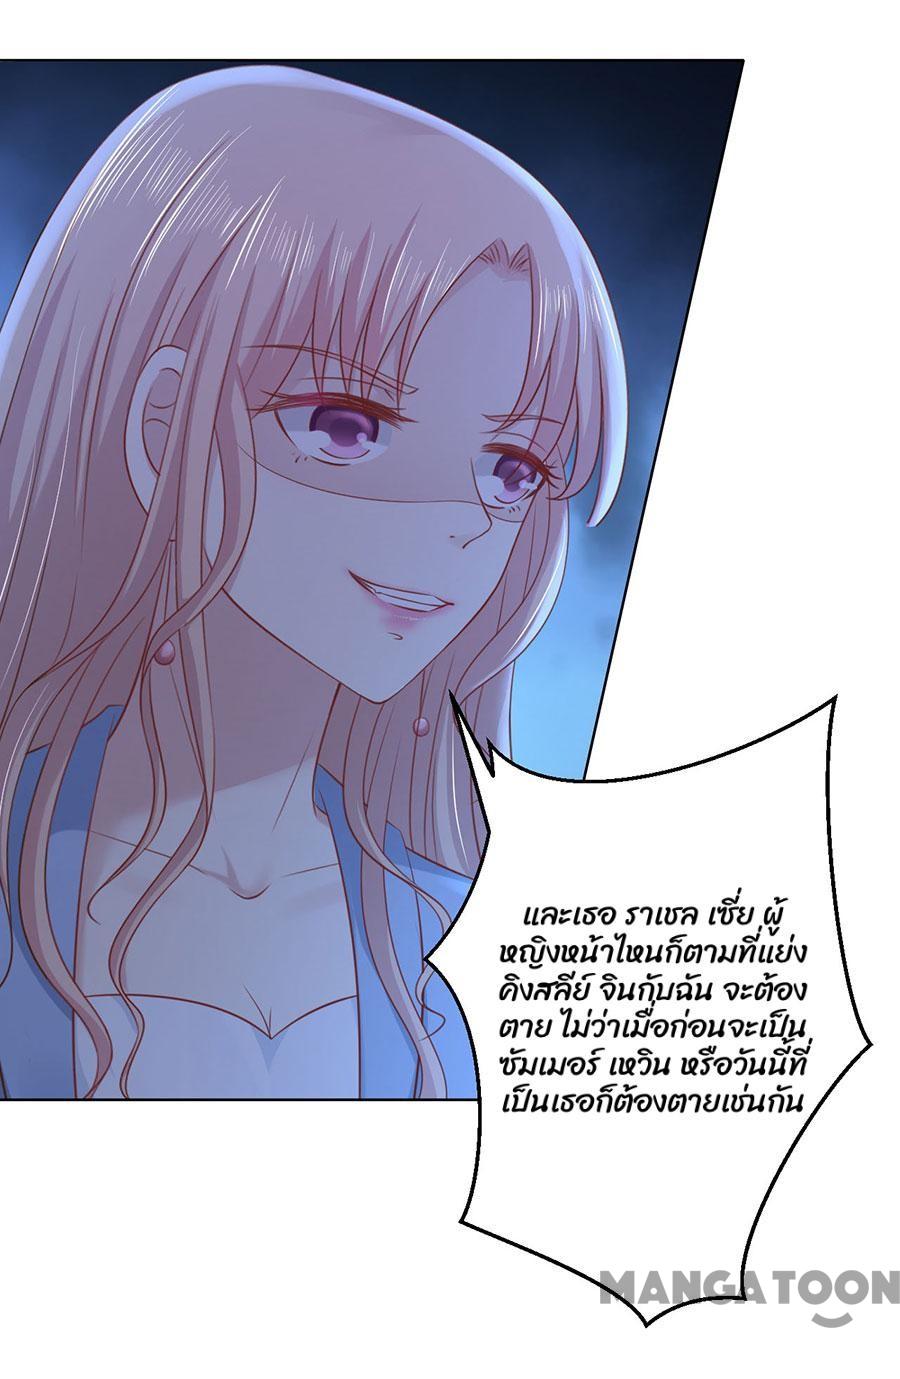 และเธอ ราเชล เซี่ย ผู้
หญิงหน้าไหนก็ตามที่แย่ง
คิงสลีย์ จินกับฉัน จะต้อง
ตาย ไม่ว่าเมื่อก่อนจะเป็น
ซัมเมอร์ เหวิน หรือวันนี้ที่
เป็นเธอก็ต้องตายเช่นกัน
MANGATOON